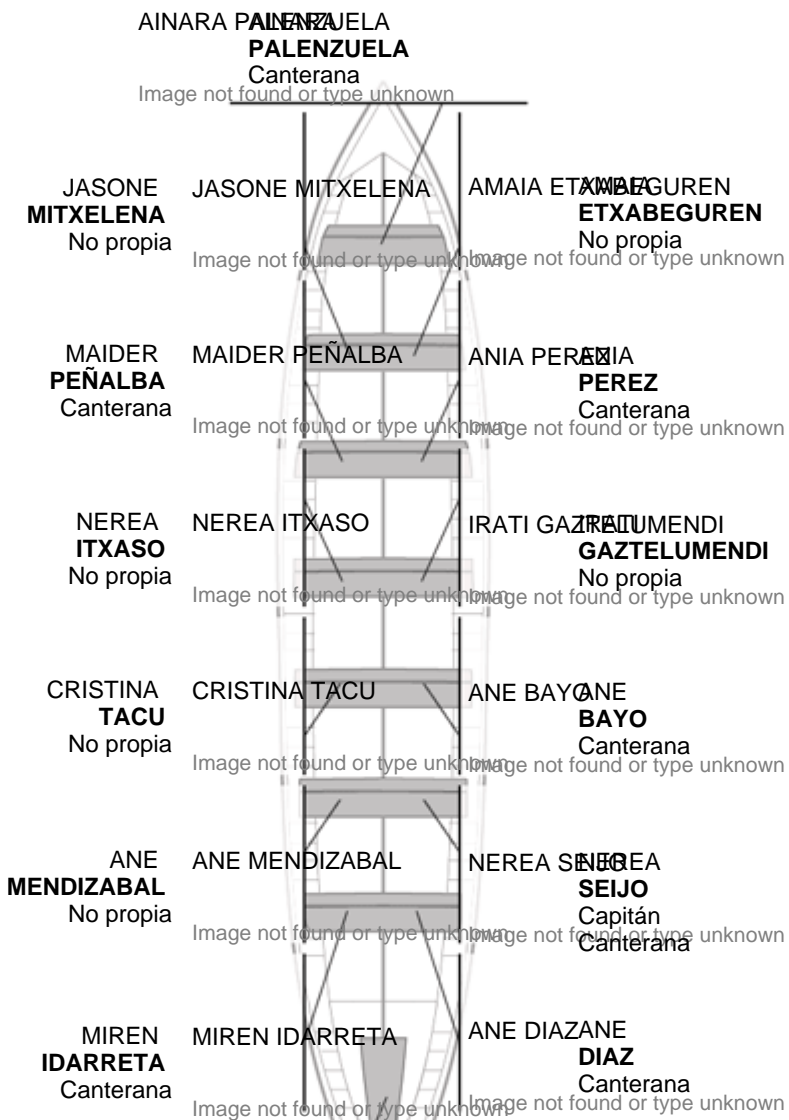 AINARA PALENZUELA
AINARA
PALENZUELA
Canterana
Image not found or type unknown
JASONE
MITXELENA
No propia
JASONE MITXELENA
Image not found or type unknown
AMAIA ETXABEGUREN
AMAIA
ETXABEGUREN
No propia
Image not found or type unknown
MAIDER
PEÑALBA
Canterana
MAIDER PEÑALBA
Image not found or type unknown
ANIA PEREZ
ANIA
PEREZ
Canterana
Image not found or type unknown
NEREA
ITXASO
No propia
NEREA ITXASO
Image not found or type unknown
IRATI GAZTELUMENDI
IRATI
GAZTELUMENDI
No propia
Image not found or type unknown
CRISTINA
TACU
No propia
CRISTINA TACU
Image not found or type unknown
ANE BAYO
ANE
BAYO
Canterana
Image not found or type unknown
ANE
MENDIZABAL
No propia
ANE MENDIZABAL
Image not found or type unknown
NEREA SEIJO
NEREA
SEIJO
Capitán
Canterana
Image not found or type unknown
MIREN
IDARRETA
Canterana
MIREN IDARRETA
Image not found or type unknown
ANE DIAZ
ANE
DIAZ
Canterana
Image not found or type unknown